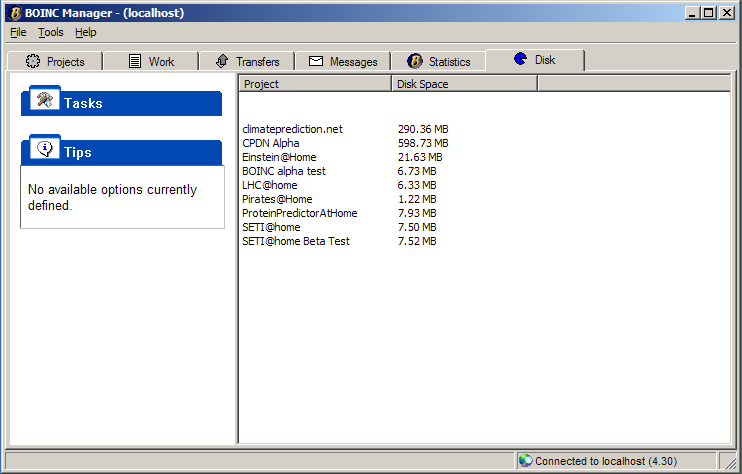 BOINC Manager - (localhost)
File Tools Help
Projects Work Transfers Messages Statistics Disk
Tasks
Tips
No available options currently
defined.
Project Disk Space
climateprediction.net 290.36 MB
CPDN Alpha 598.73 MB
Einstein@Home 21.63 MB
BOINC alpha test 6.73 MB
LHC@home 6.33 MB
Pirates@Home 1.22 MB
ProteinPredictorAtHome 7.93 MB
SETI@home 7.50 MB
SETI@home Beta Test 7.52 MB
Connected to localhost (4.30)